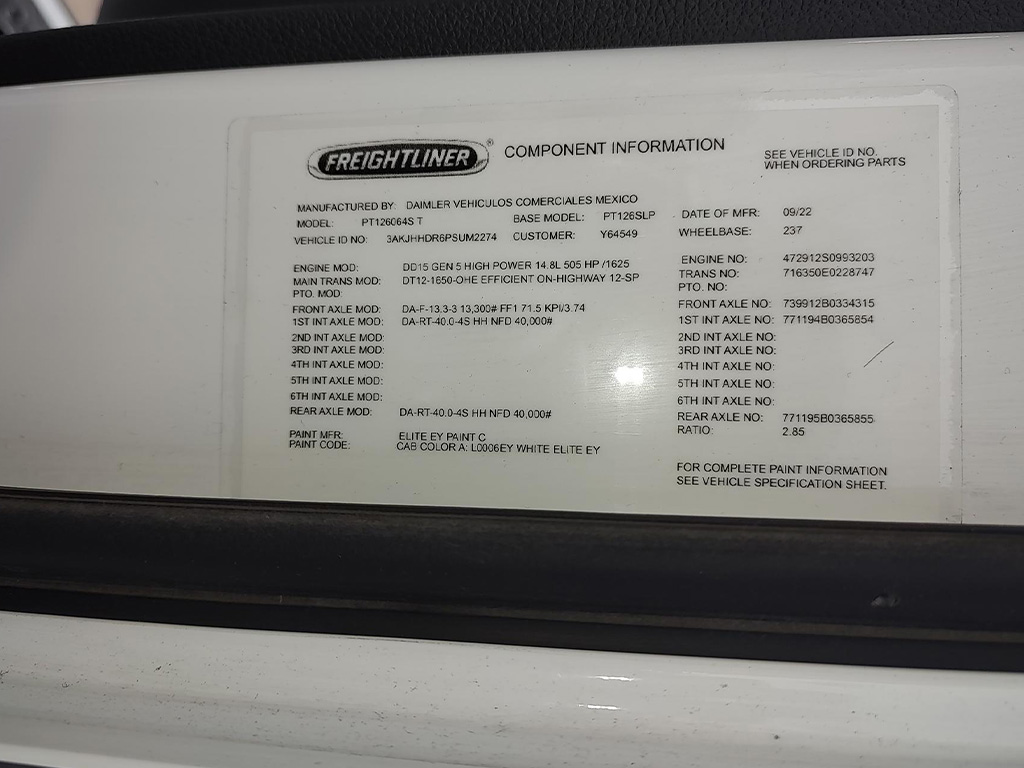 FREIGHTLINER ® COMPONENT INFORMATION
SEE VEHICLE ID NO.
WHEN ORDERING PARTS
MANUFACTURED BY: DAIMLER VEHICULOS COMERCIALES MEXICO
MODEL: PT126064S T BASE MODEL: PT126SLP DATE OF MFR: 09/22
VEHICLE ID NO: 3AKJHHDR6PSUM2274 CUSTOMER: Y64549 WHEELBASE: 237
ENGINE MOD: DD15 GEN 5 HIGH POWER 14.8L 505 HP /1625 ENGINE NO: 472912S0993203
MAIN TRANS MOD: DT12-1650-OHE EFFICIENT ON-HIGHWAY 12-SP TRANS NO: 716350E0228747
PTO. MOD: PTO. NO:
FRONT AXLE MOD: DA-F-13.3-3 13,300# FF1 71.5 KPI/3.74 FRONT AXLE NO: 739912B0334315
1ST INT AXLE MOD: DA-RT-40.0-4S HH NFD 40,000# 1ST INT AXLE NO: 771194B0365854
2ND INT AXLE MOD: 2ND INT AXLE NO:
3RD INT AXLE MOD: 3RD INT AXLE NO:
4TH INT AXLE MOD: 4TH INT AXLE NO:
5TH INT AXLE MOD: 5TH INT AXLE NO:
6TH INT AXLE MOD: 6TH INT AXLE NO:
REAR AXLE MOD: DA-RT-40.0-4S HH NFD 40,000# REAR AXLE NO: 771195B0365855
RATIO: 2.85
PAINT MFR: ELITE EY PAINT C
PAINT CODE: CAB COLOR A: L0006EY WHITE ELITE EY
FOR COMPLETE PAINT INFORMATION
SEE VEHICLE SPECIFICATION SHEET.